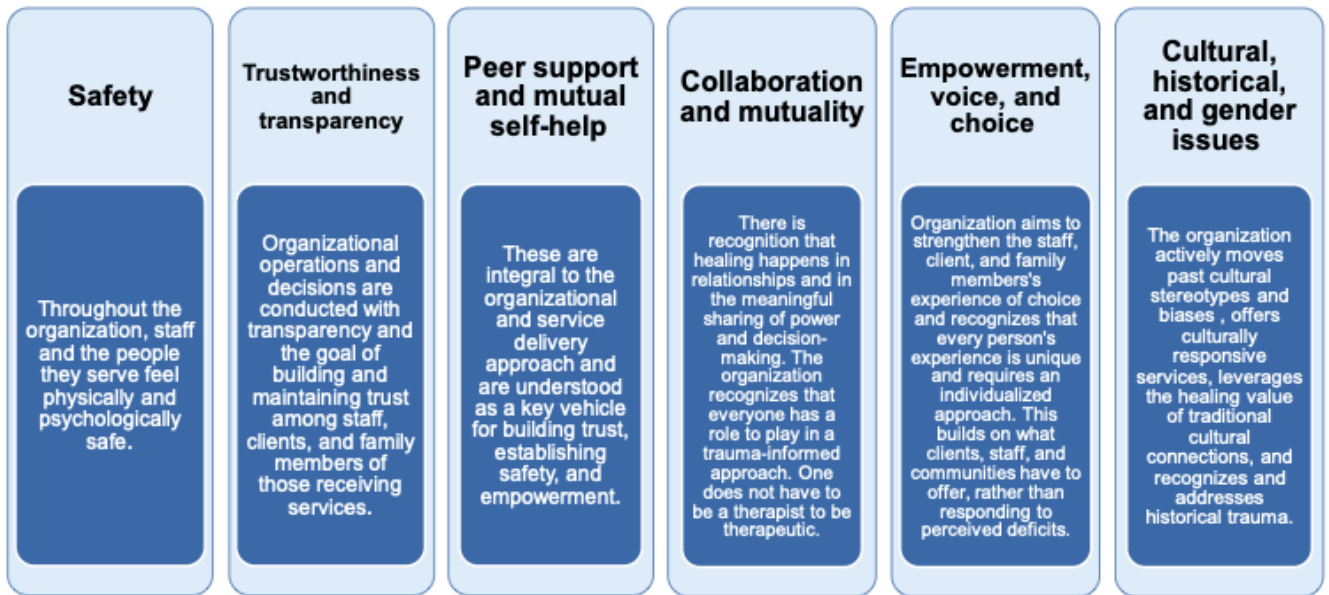 Safety
Throughout the
organization, staff
and the people
they serve feel
physically and
psychologically
safe.
Trustworthiness
and
transparency
Organizational
operations and
decisions are
conducted with
transparency and
the goal of
building and
maintaining trust
among staff,
clients, and family
members of
those receiving
services.
Peer support
and mutual
self-help
These are
integral to the
organizational
and service
delivery
approach and
are understood
as a key vehicle
for building trust,
establishing
safety, and
empowerment.
Collaboration
and mutuality
There is
recognition that
healing happens in
relationships and in
the meaningful
sharing of power
and decision-
making. The
organization
recognizes that
everyone has a
role to play in a
trauma-informed
approach. One
does not have to
be a therapist to be
therapeutic.
Empowerment,
voice, and
choice
Organization aims to
strengthen the staff,
client, and family
members's
experience of choice
and recognizes that
every person's
experience is unique
and requires an
individualized
approach. This
builds on what
clients, staff, and
communities have to
offer, rather than
responding to
perceived deficits.
Cultural,
historical,
and gender
issues
The organization
actively moves
past cultural
stereotypes and
biases , offers
culturally
responsive
services, leverages
the healing value
of traditional
cultural
connections, and
recognizes and
addresses
historical trauma.